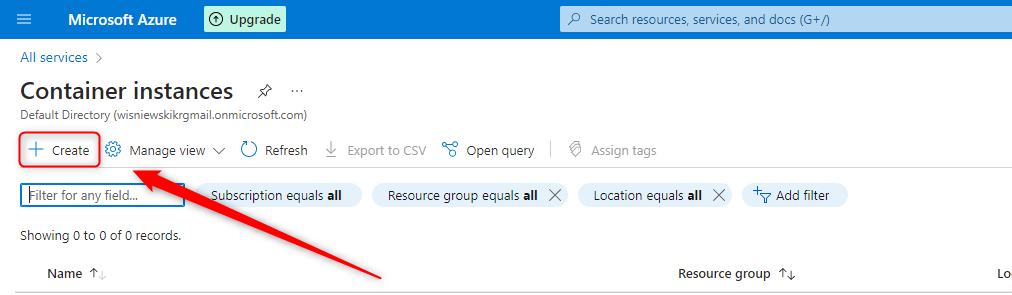 Microsoft Azure Upgrade Search resources, services, and docs (G+/)
All services
Container instances
Default Directory (wisniewskikrgmail.onmicrosoft.com)
Create Manage view Refresh Export to CSV Open query Assign tags
Filter for any field... Subscription equals all Resource group equals all Location equals all Add filter
Showing 0 to 0 of 0 records.
Name Resource group Lo